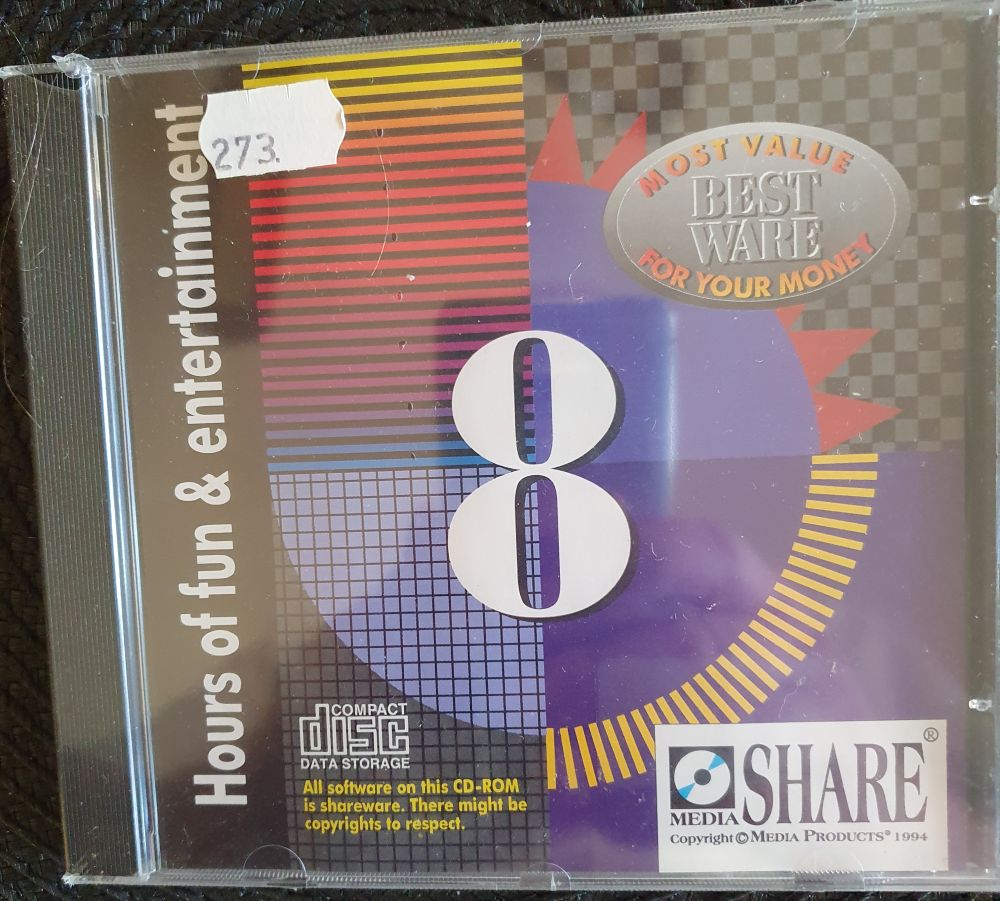 273.
Hours of fun & entertainment
MOST VALUE
BEST
WARE
FOR YOUR MONEY
8
COMPACT
disc
DATA STORAGE
All software on this CD-ROM
is shareware. There might be
copyrights to respect.
MEDIA SHARE®
Copyright © MEDIA PRODUCTS® 1994